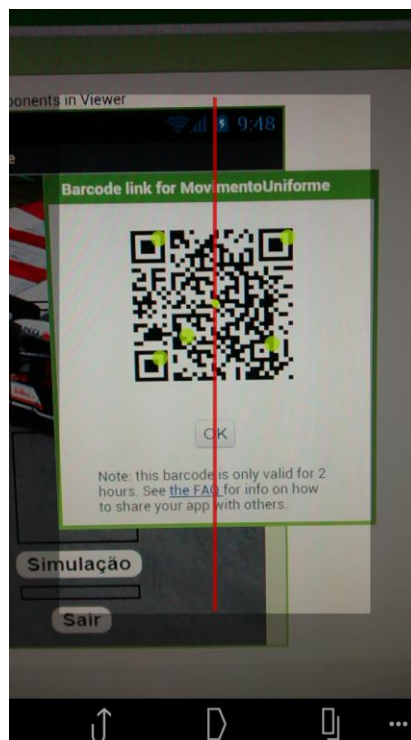 ponents in Viewer
9:48
e
Barcode link for MovimentoUniforme
OK
Note: this barcode is only valid for 2
hours. See the FAQ for info on how
to share your app with others.
Simulação
Sair